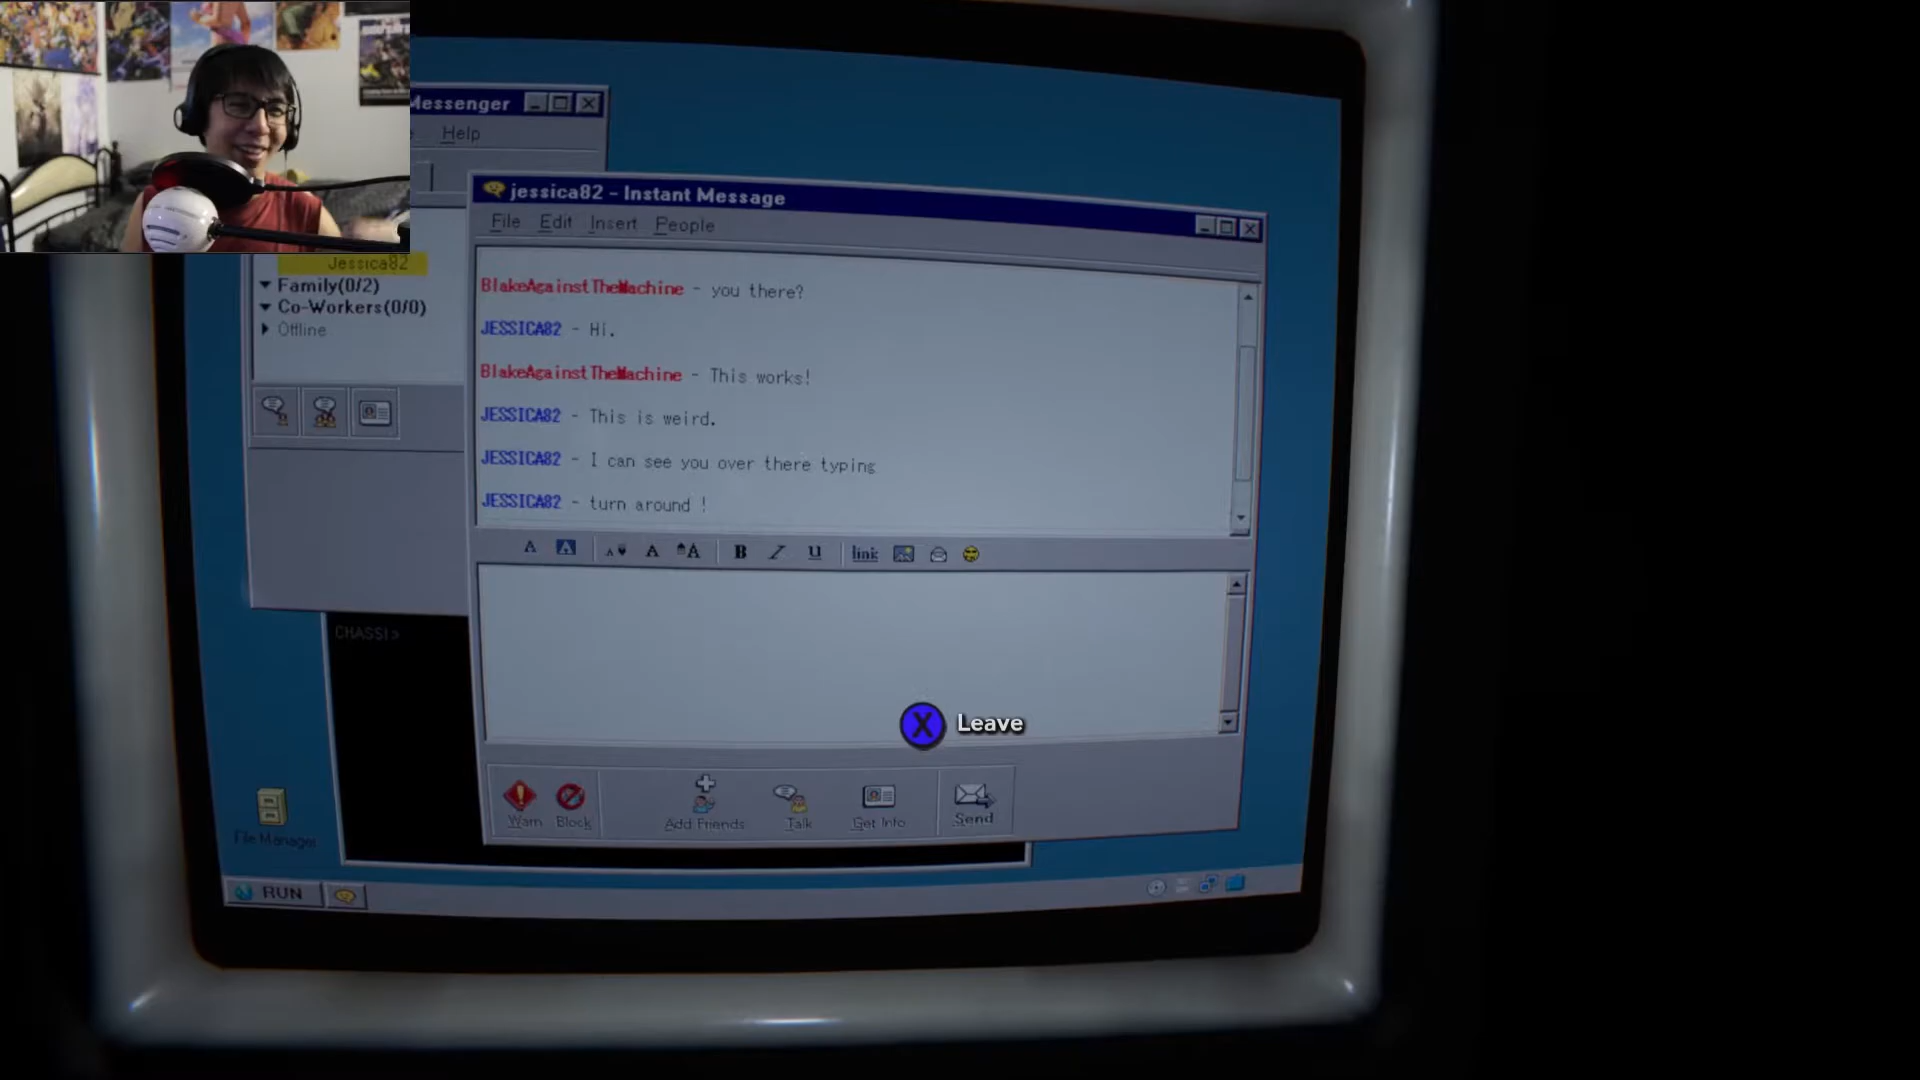 Messenger
Help
jessica82 - Instant Message
File Edit Insert People
Jessica82
Family(0/2)
Co-Workers(0/0)
Offline
BlakeAgainstTheMachine - you there?
JESSICA82 - Hi.
BlakeAgainstTheMachine - This works!
JESSICA82 - This is weird.
JESSICA82 - I can see you over there typing
JESSICA82 - turn around !
A A A A A B I U link
CHASSI>
X Leave
Warn Block Add Friends Talk Get Info Send
File Manager
RUN